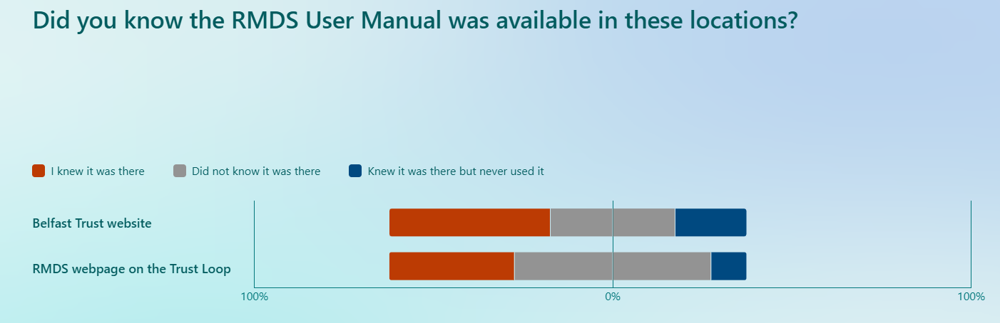 Did you know the RMDS User Manual was available in these locations?
I knew it was there
Did not know it was there
Knew it was there but never used it
Belfast Trust website
RMDS webpage on the Trust Loop
100%
0%
100%